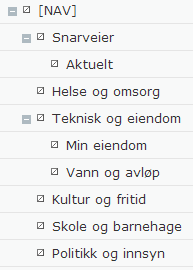 [NAV]
Snarveier
Aktuelt
Helse og omsorg
Teknisk og eiendom
Min eiendom
Vann og avløp
Kultur og fritid
Skole og barnehage
Politikk og innsyn